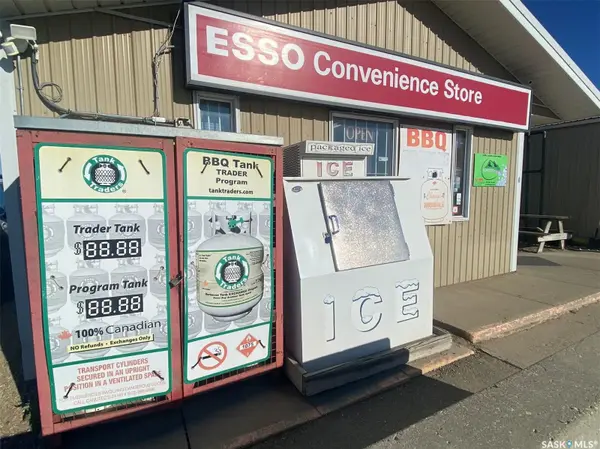 ESSO Convenience Store
Tank
Traders
Trader Tank
$88.88
Program Tank
$88.88
100% Canadian
NO Refunds • Exchanges Only
TRANSPORT CYLINDERS
SECURED IN AN UPRIGHT
POSITION IN A VENTILATED SPACE
BBQ Tank
TRADER
Program
tanktraders.com
Tank
Traders
packaged ice
ICE
OPEN
BBQ
ICE
SASK MLS®